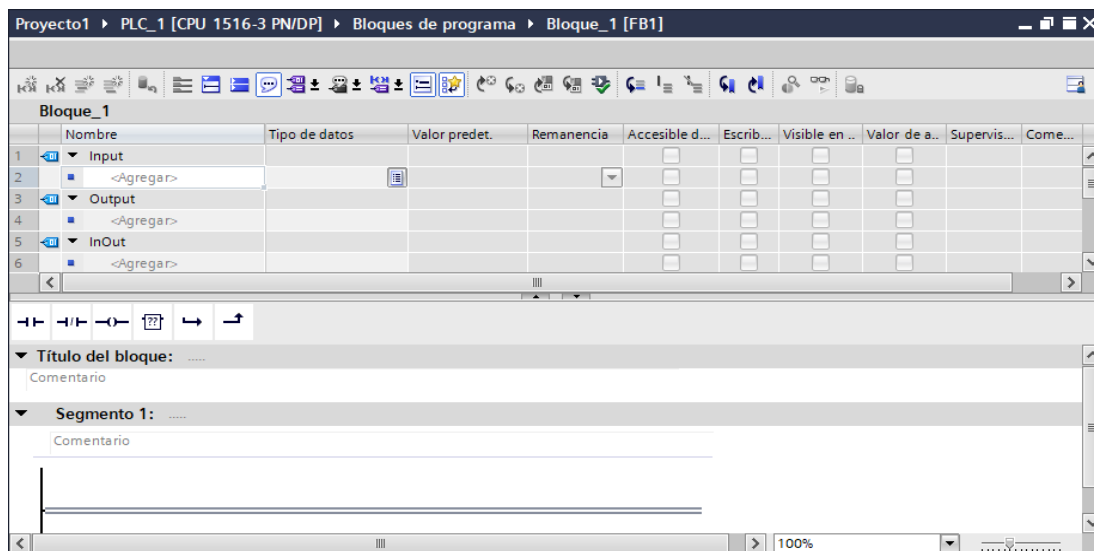 Proyecto1 ▸ PLC_1 [CPU 1516-3 PN/DP] ▸ Bloques de programa ▸ Bloque_1 [FB1]
Bloque_1
Nombre Tipo de datos Valor predet. Remanencia Accesible d... Escrib... Visible en .. Valor de a.. Supervis... Come...
1 Input
2 <Agregar>
3 Output
4 <Agregar>
5 InOut
6 <Agregar>
??
Título del bloque: .....
Comentario
Segmento 1: .....
Comentario
100%